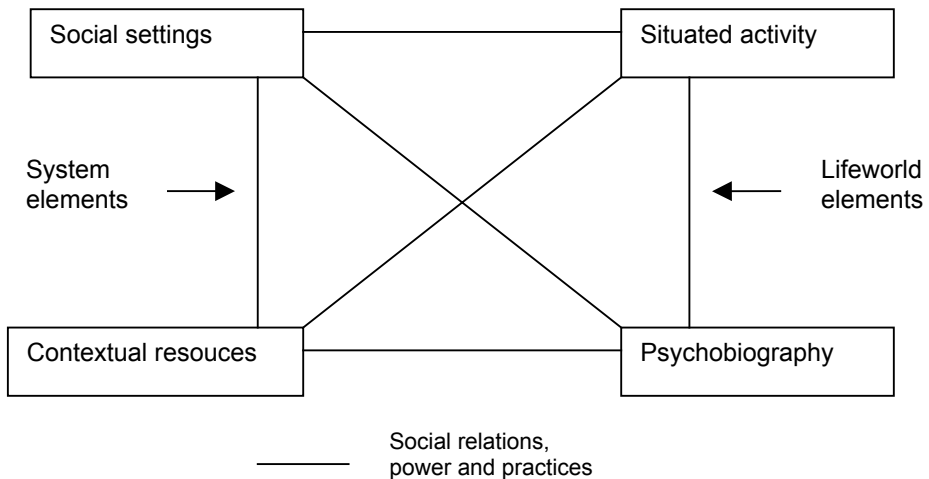 Social settings
Situated activity
System
elements
Lifeworld
elements
Contextual resouces
Psychobiography
Social relations,
power and practices